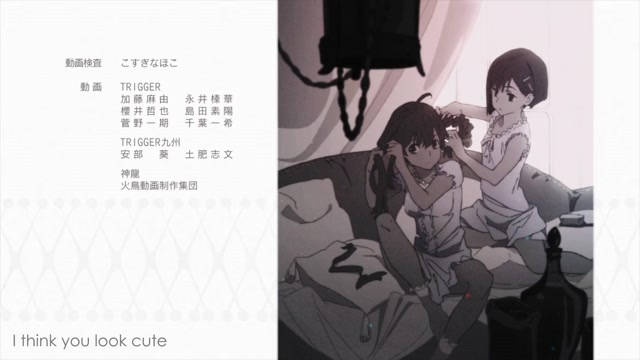 動画検査 こすぎなほこ
動画 TRIGGER
加藤麻由 永井榛華
櫻井哲也 島田素陽
菅野一期 千葉一希
TRIGGER九州
安部 葵 土肥志文
神龍
火鳥動画制作集団
I think you look cute